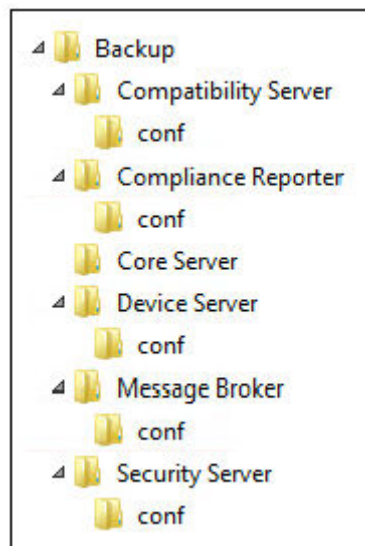 Backup
Compatibility Server
conf
Compliance Reporter
conf
Core Server
Device Server
conf
Message Broker
conf
Security Server
conf